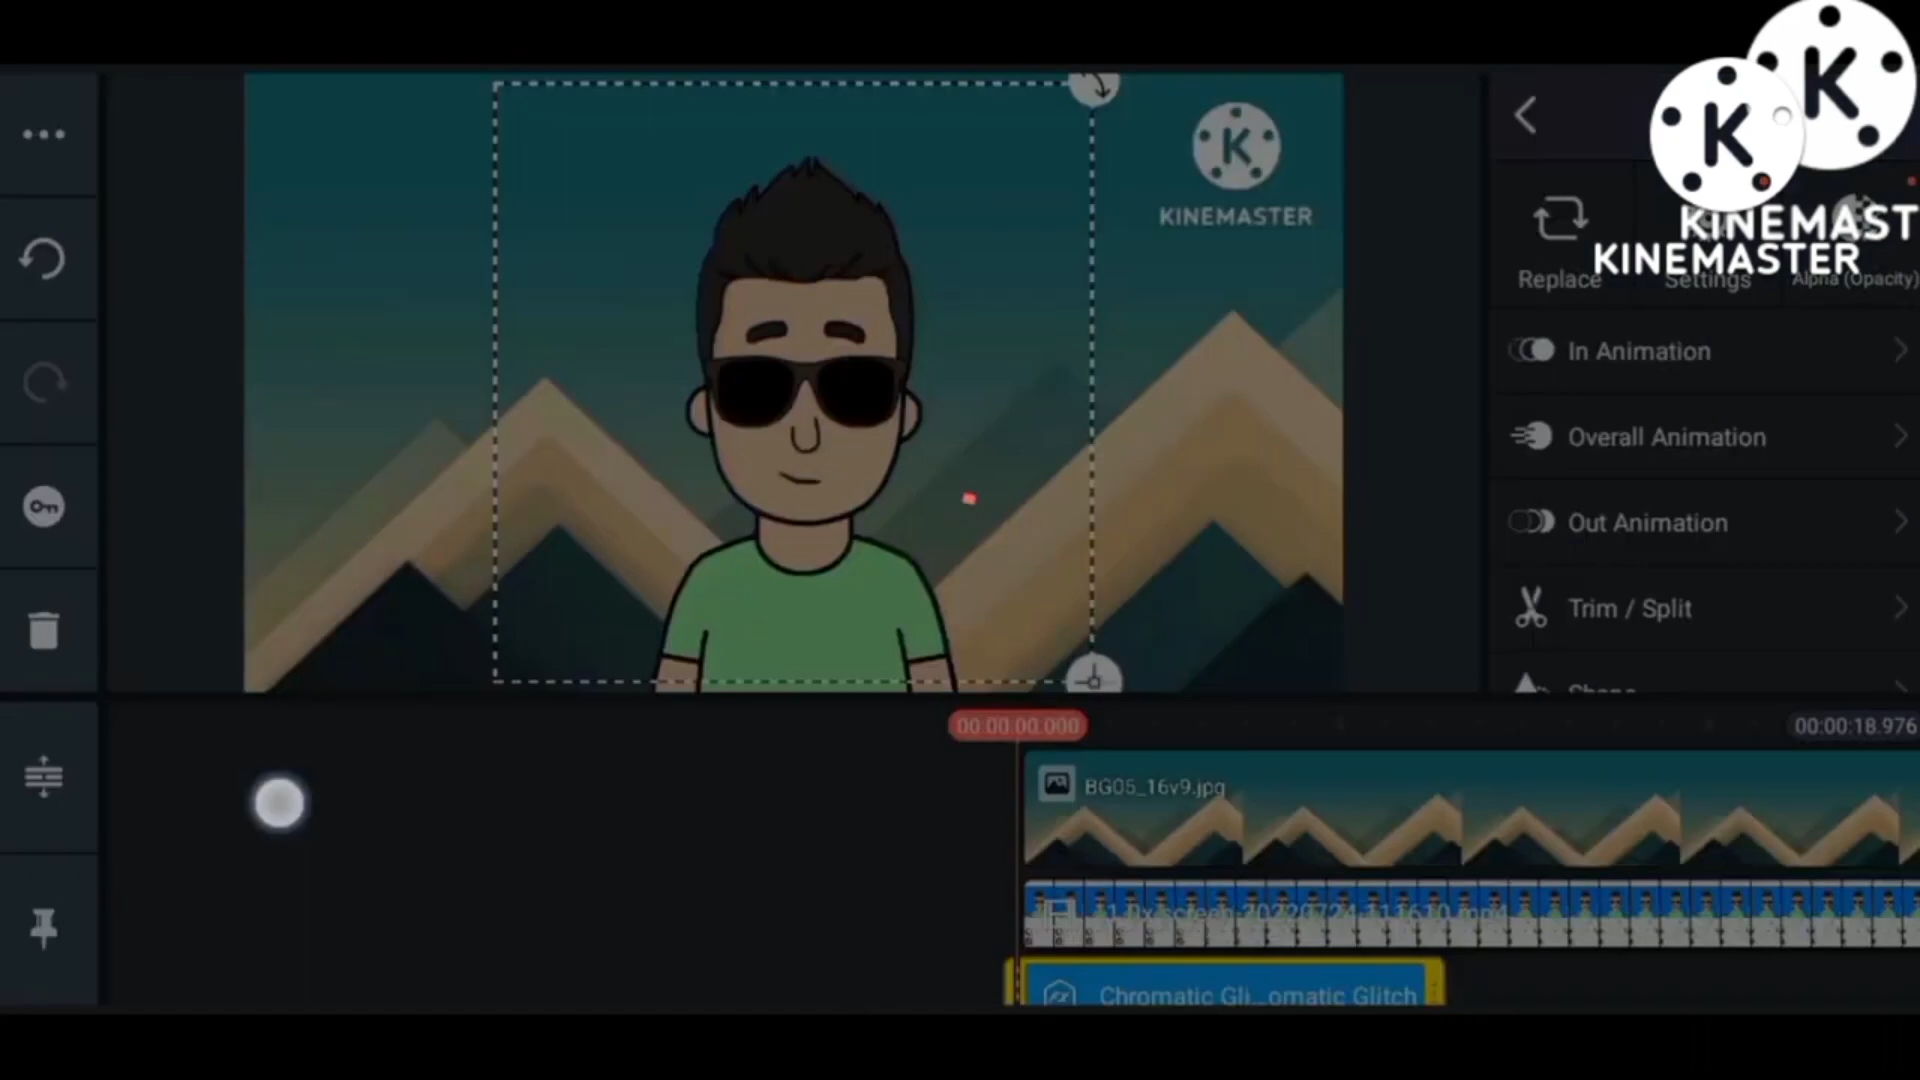 K
KINEMASTER
K
KINEMAST
K
KINEMASTER
Replace
Settings
Alpha (Opacity)
In Animation
Overall Animation
Out Animation
Trim / Split
00:00:00.000
00:00:18.976
BG05_16v9.jpg
Chromatic Gli...omatic Glitch